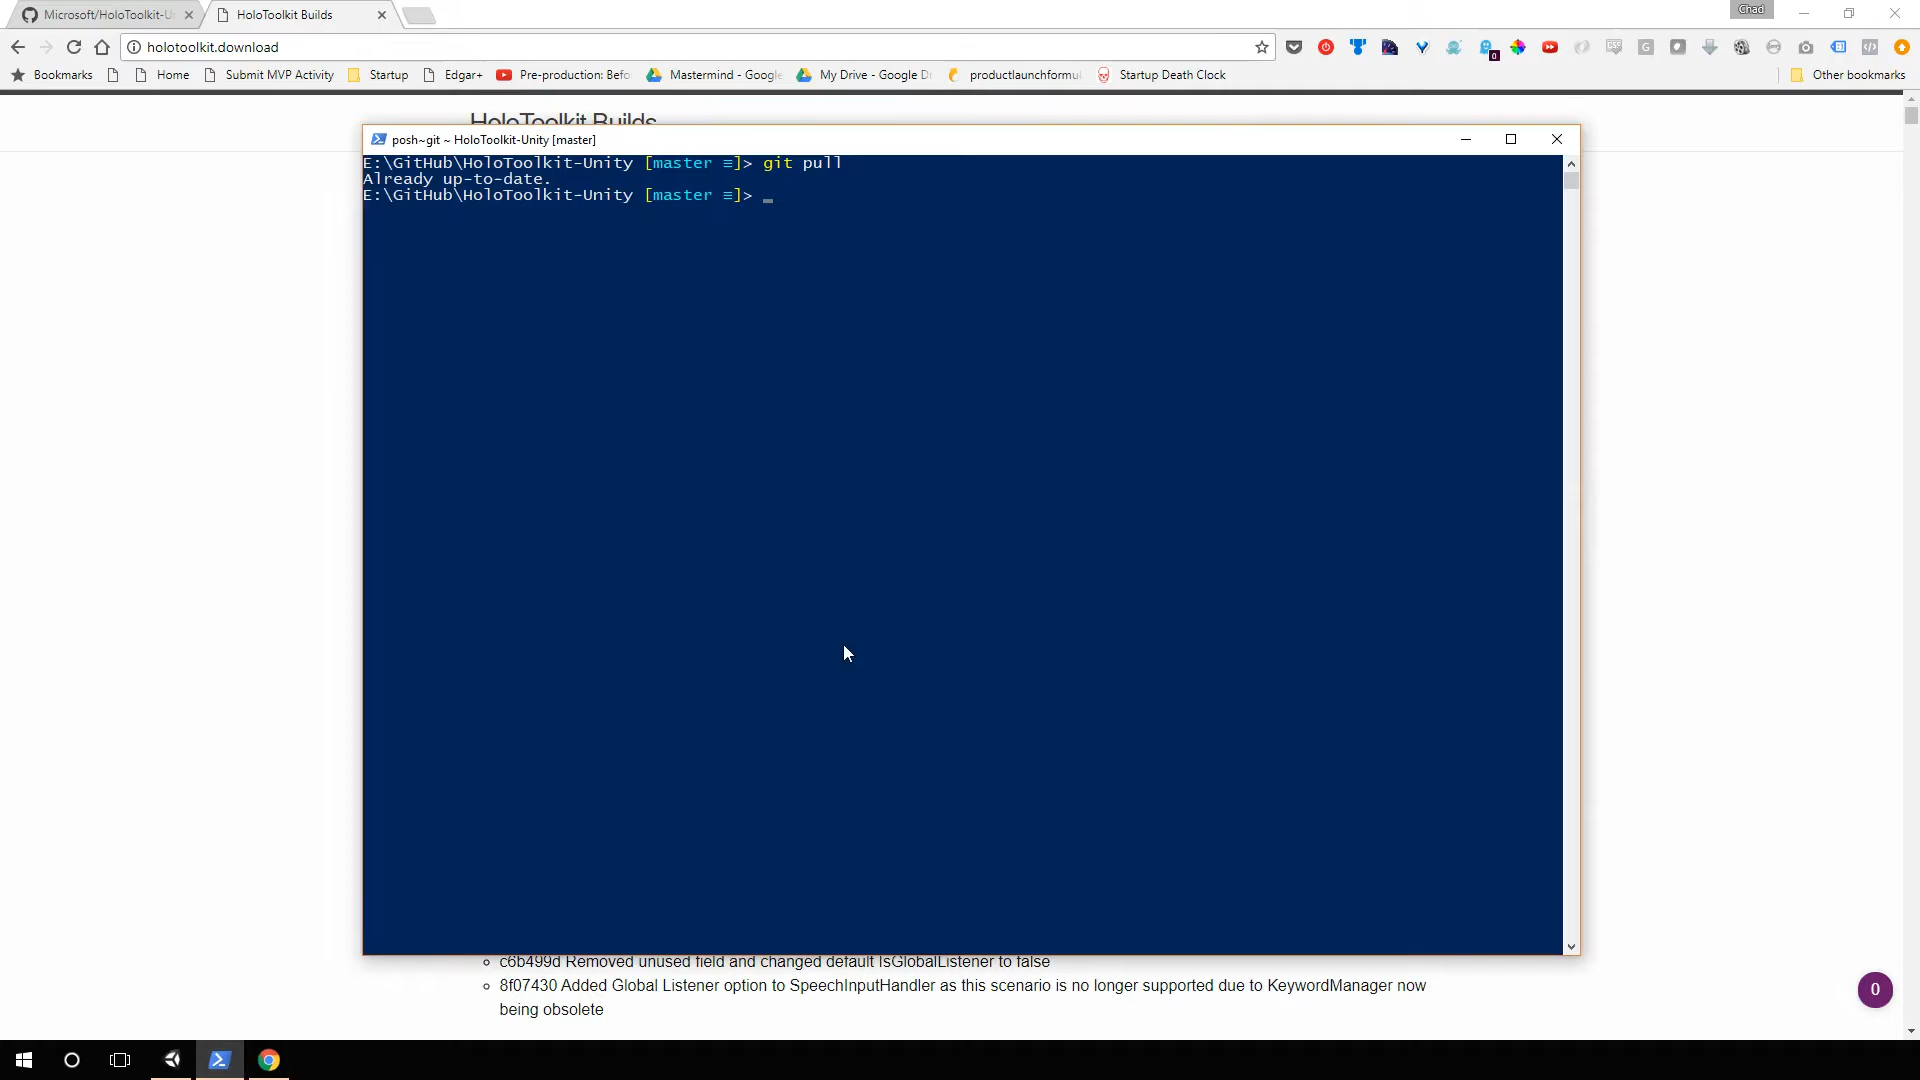 Microsoft/HoloToolkit-U
HoloToolkit Builds
Chad
holotoolkit.download
0
Bookmarks
Home
Submit MVP Activity
Startup
Edgar+
Pre-production: Befo
Mastermind - Google
My Drive - Google D
productlaunchformul
Startup Death Clock
Other bookmarks
HoloToolkit Builds
posh~git ~ HoloToolkit-Unity [master]
E:\GitHub\HoloToolkit-Unity [master ≡]> git pull
Already up-to-date.
E:\GitHub\HoloToolkit-Unity [master ≡]> _
c6b499d Removed unused field and changed default IsGlobalListener to false
8f07430 Added Global Listener option to SpeechInputHandler as this scenario is no longer supported due to KeywordManager now
being obsolete
0